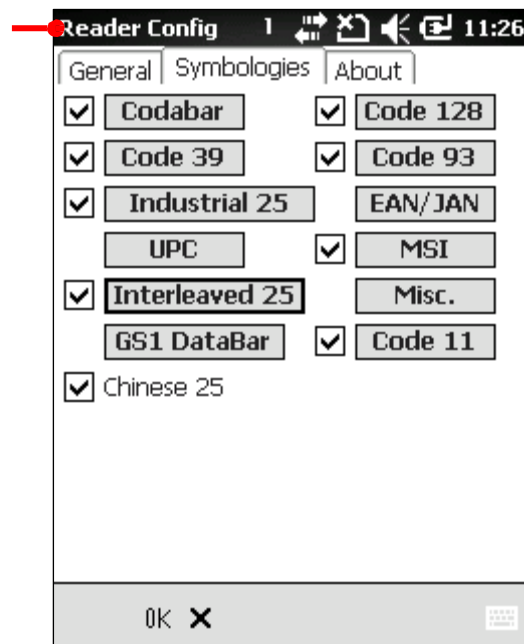 Reader Config 1 11:26
General Symbologies About
Codabar Code 128
Code 39 Code 93
Industrial 25 EAN/JAN
UPC MSI
Interleaved 25 Misc.
GS1 DataBar Code 11
Chinese 25
OK